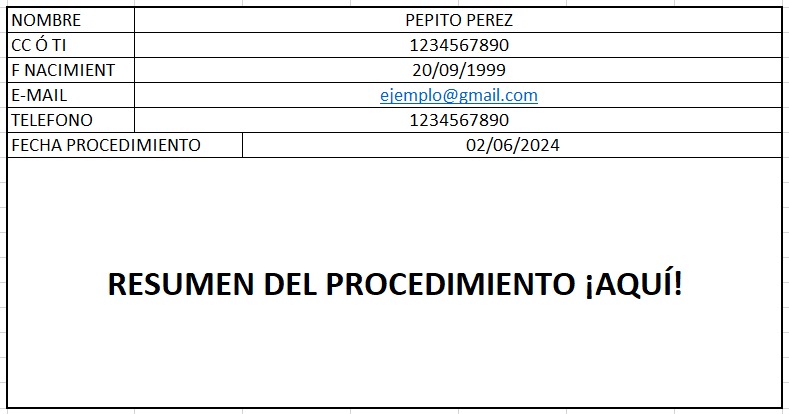 NOMBRE PEPITO PEREZ
CC Ó TI 1234567890
F NACIMIENT 20/09/1999
E-MAIL ejemplo@gmail.com
TELEFONO 1234567890
FECHA PROCEDIMIENTO 02/06/2024
RESUMEN DEL PROCEDIMIENTO ¡AQUÍ!